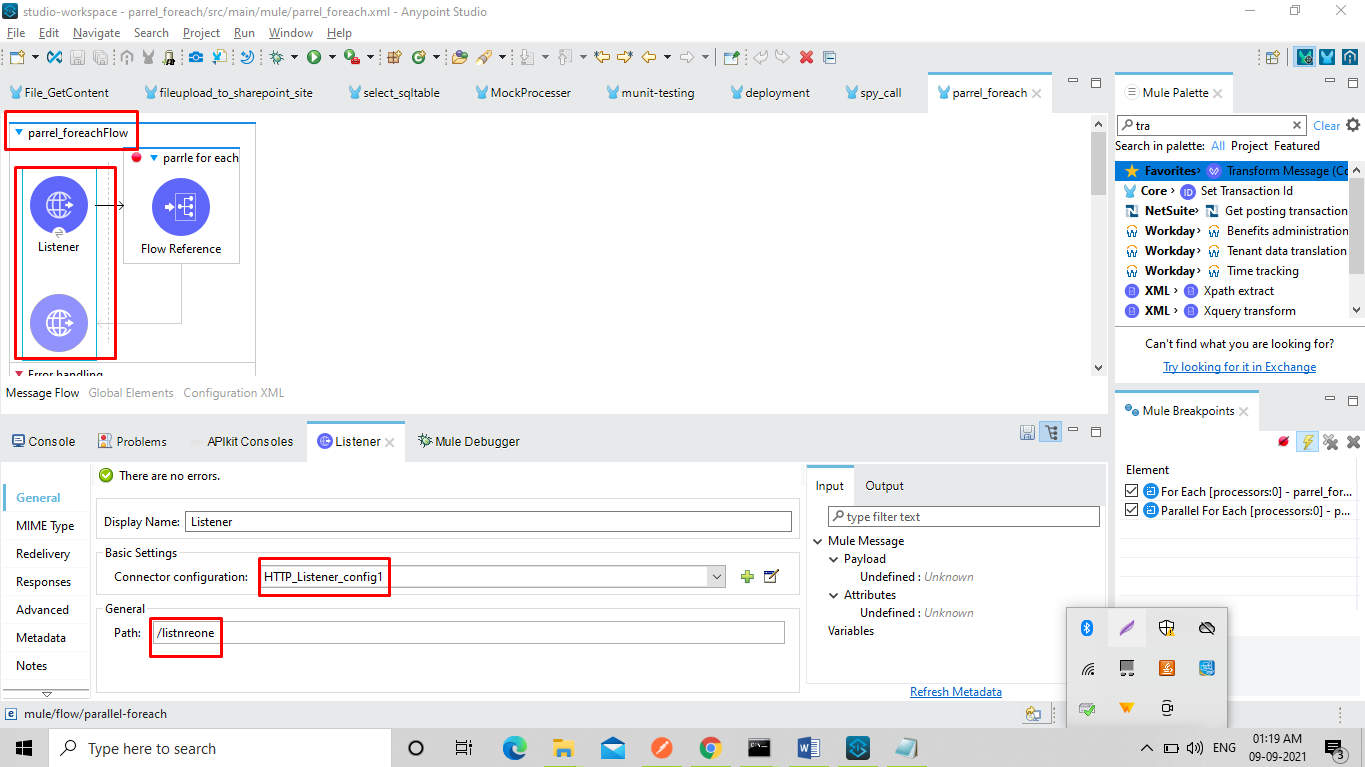 studio-workspace - parrel_foreach/src/main/mule/parrel_foreach.xml - Anypoint Studio
File Edit Navigate Search Project Run Window Help
File_GetContent fileupload_to_sharepoint_site select_sqltable MockProcesser munit-testing deployment spy_call parrel_foreach
parrel_foreachFlow
parrle for each
Listener
Flow Reference
Error handling
Message Flow Global Elements Configuration XML
Mule Palette
tra
Clear
Search in palette: All Project Featured
Favorites> Transform Message (Co
Core > Set Transaction Id
NetSuite> Get posting transaction
Workday> Benefits administration
Workday> Tenant data translation
Workday> Time tracking
XML > Xpath extract
XML > Xquery transform
Can't find what you are looking for?
Try looking for it in Exchange
Console Problems APIkit Consoles Listener Mule Debugger
General
MIME Type
Redelivery
Responses
Advanced
Metadata
Notes
There are no errors.
Display Name: Listener
Basic Settings
Connector configuration: HTTP_Listener_config1
General
Path: /listnreone
Input Output
type filter text
Mule Message
Payload
Undefined : Unknown
Attributes
Undefined : Unknown
Variables
Refresh Metadata
Mule Breakpoints
Element
For Each [processors:0] - parrel_for...
Parallel For Each [processors:0] - p...
mule/flow/parallel-foreach
Type here to search
ENG
01:19 AM
09-09-2021
3